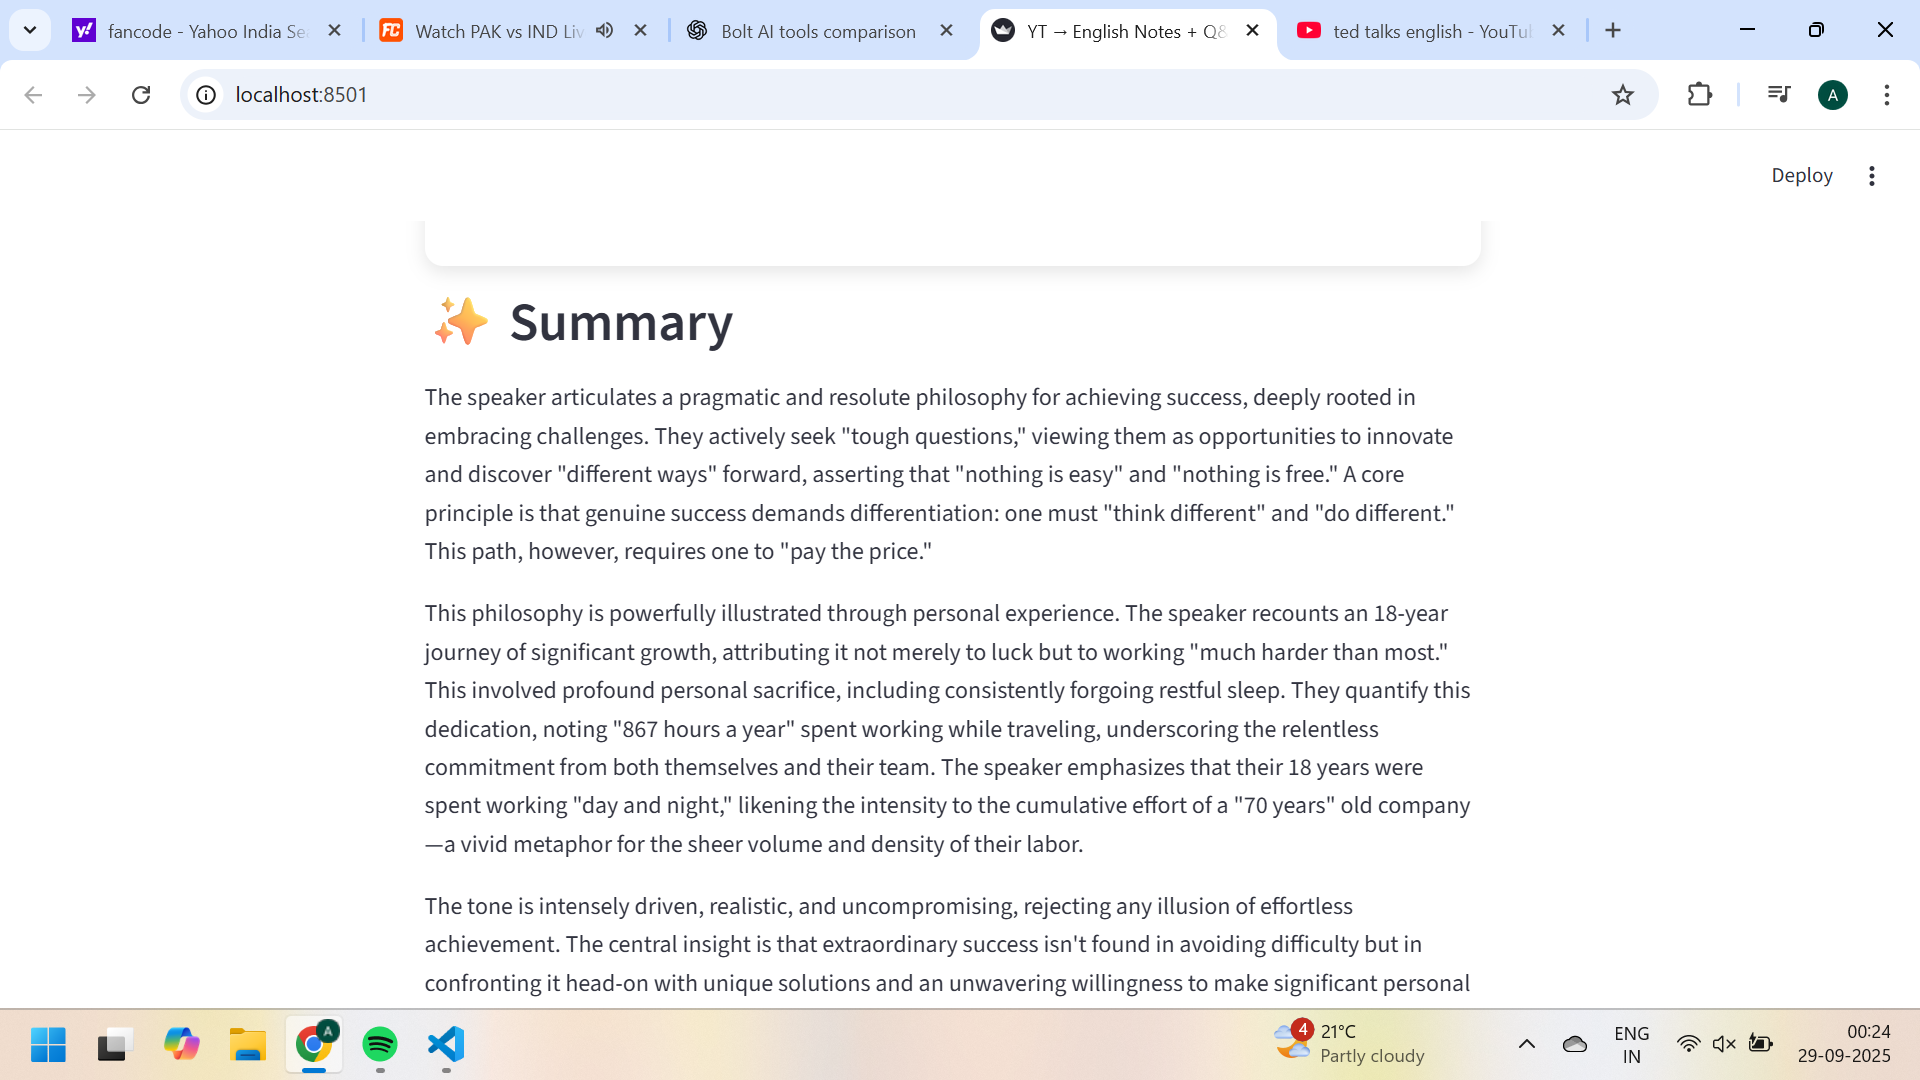 fancode - Yahoo India Se
Watch PAK vs IND Liv
Bolt AI tools comparison
YT → English Notes + Q&
ted talks english - YouTu
localhost:8501
A
Deploy
✨ Summary
The speaker articulates a pragmatic and resolute philosophy for achieving success, deeply rooted in
embracing challenges. They actively seek "tough questions," viewing them as opportunities to innovate
and discover "different ways" forward, asserting that "nothing is easy" and "nothing is free." A core
principle is that genuine success demands differentiation: one must "think different" and "do different."
This path, however, requires one to "pay the price."
This philosophy is powerfully illustrated through personal experience. The speaker recounts an 18-year
journey of significant growth, attributing it not merely to luck but to working "much harder than most."
This involved profound personal sacrifice, including consistently forgoing restful sleep. They quantify this
dedication, noting "867 hours a year" spent working while traveling, underscoring the relentless
commitment from both themselves and their team. The speaker emphasizes that their 18 years were
spent working "day and night," likening the intensity to the cumulative effort of a "70 years" old company
—a vivid metaphor for the sheer volume and density of their labor.
The tone is intensely driven, realistic, and uncompromising, rejecting any illusion of effortless
achievement. The central insight is that extraordinary success isn't found in avoiding difficulty but in
confronting it head-on with unique solutions and an unwavering willingness to make significant personal
A
4
21°C
Partly cloudy
ENG
IN
00:24
29-09-2025